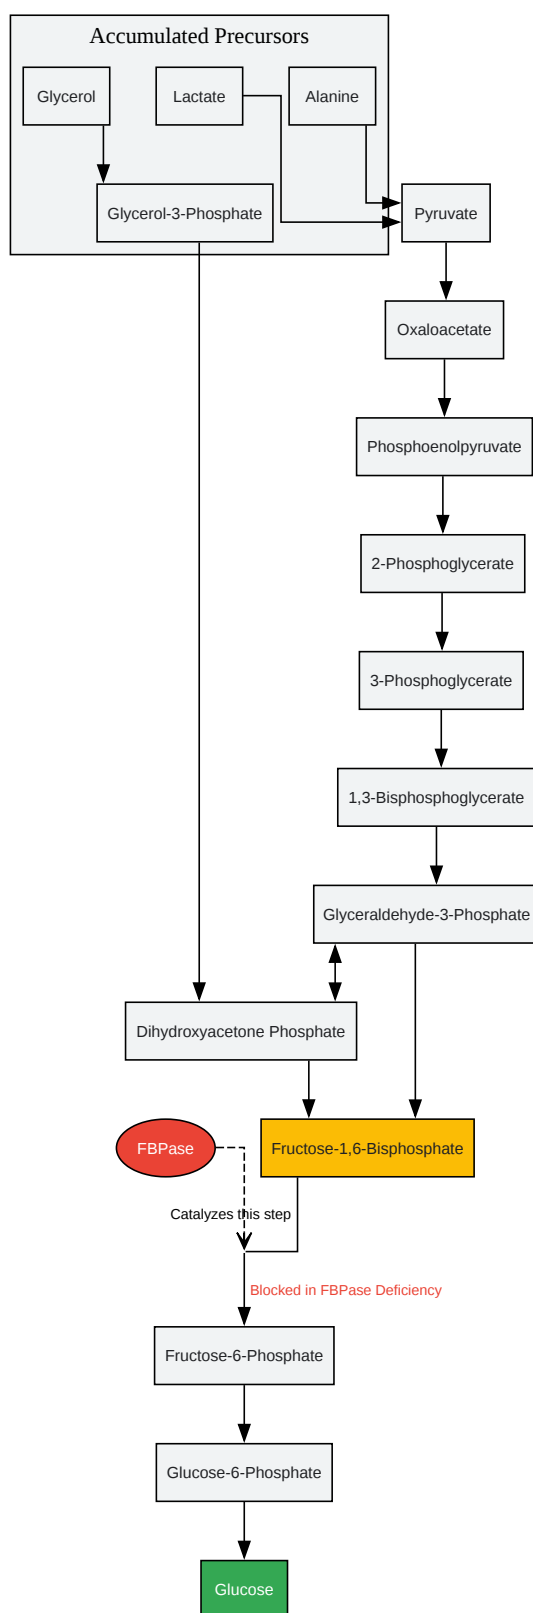 Accumulated Precursors
Glycerol
Lactate
Alanine
Glycerol-3-Phosphate
Pyruvate
Oxaloacetate
Phosphoenolpyruvate
2-Phosphoglycerate
3-Phosphoglycerate
1,3-Bisphosphoglycerate
Glyceraldehyde-3-Phosphate
Dihydroxyacetone Phosphate
FBPase
Fructose-1,6-Bisphosphate
Catalyzes this step
Blocked in FBPase Deficiency
Fructose-6-Phosphate
Glucose-6-Phosphate
Glucose